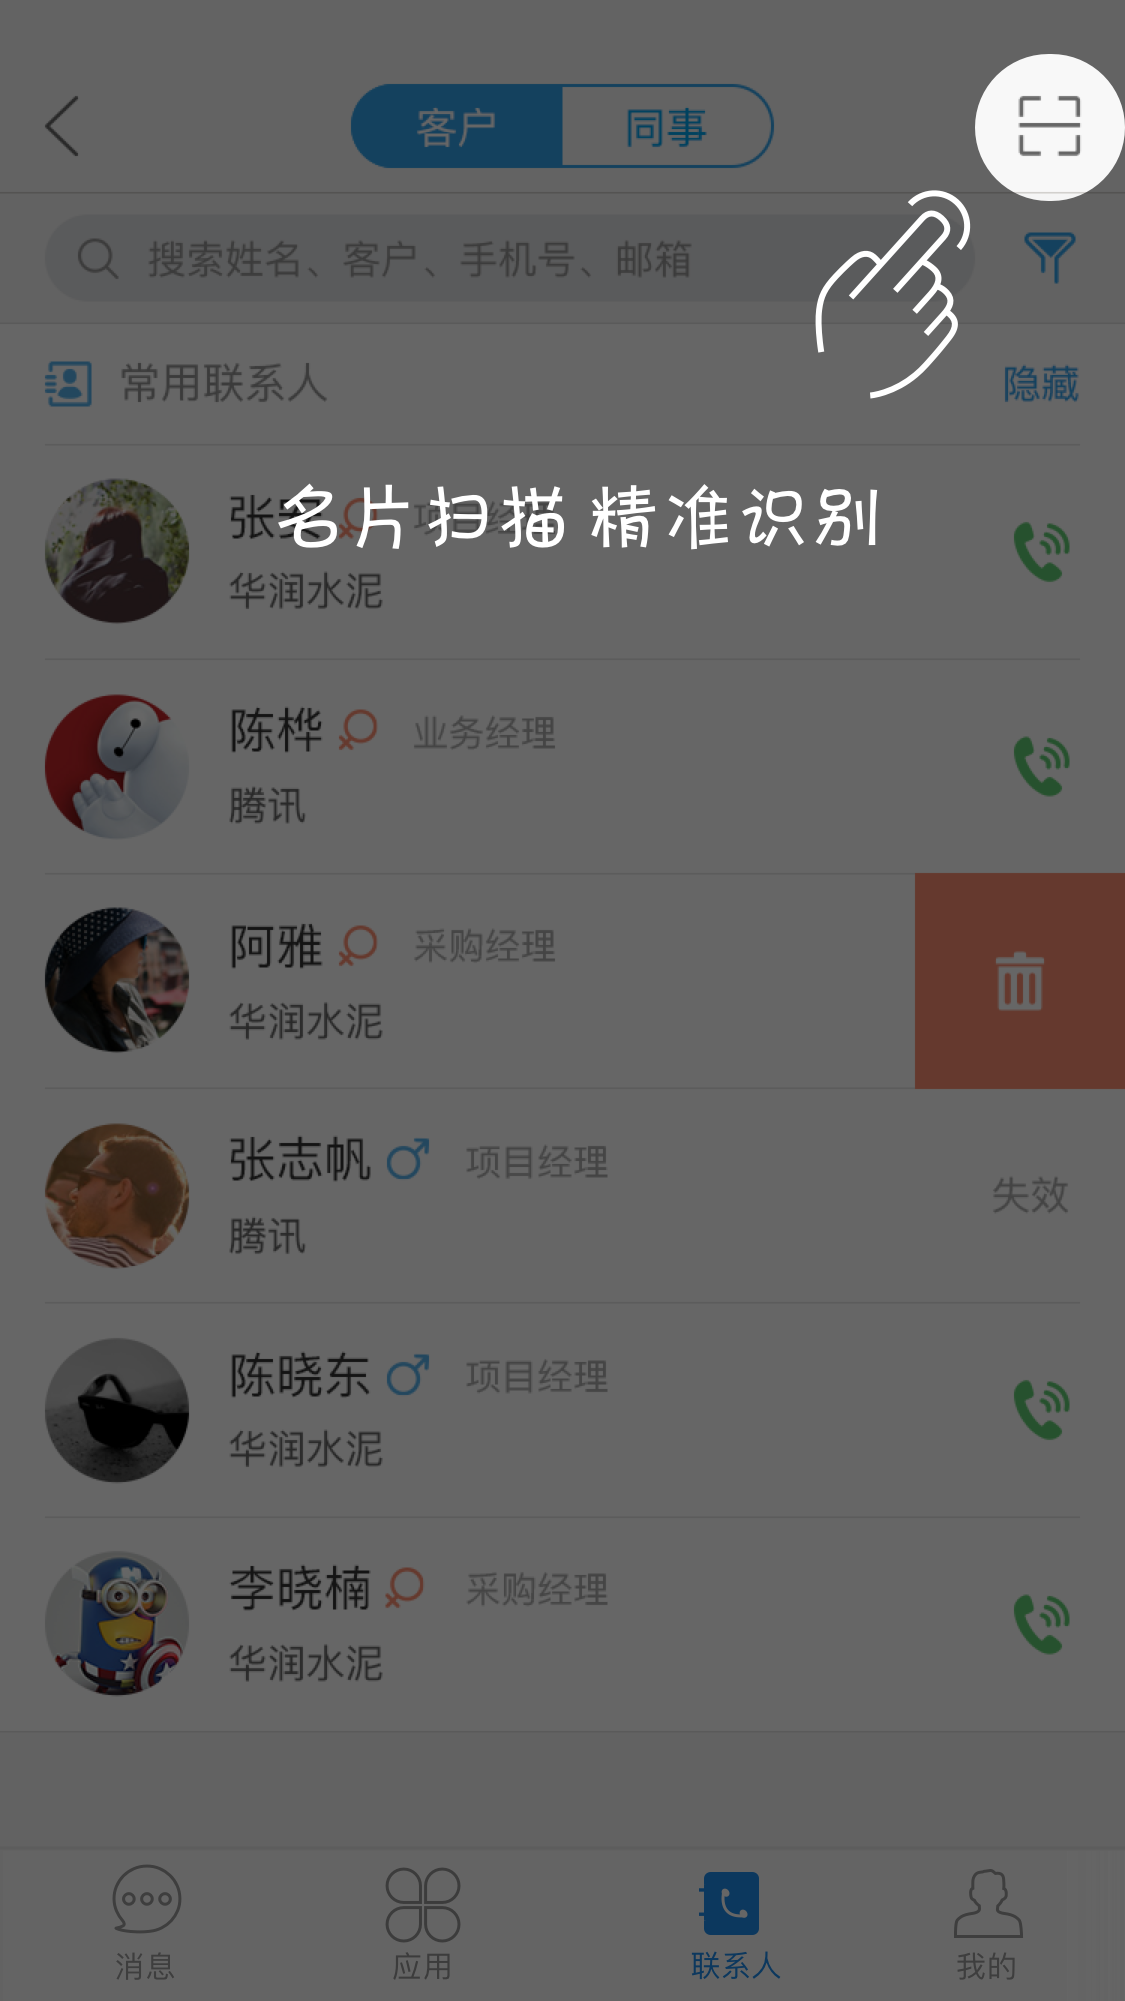 客户 同事
搜索姓名、客户、手机号、邮箱
常用联系人 隐藏
名片扫描 精准识别
张 项目经理
华润水泥
陈桦 业务经理
腾讯
阿雅 采购经理
华润水泥
张志帆 项目经理
失效
腾讯
陈晓东 项目经理
华润水泥
李晓楠 采购经理
华润水泥
消息 应用 联系人 我的